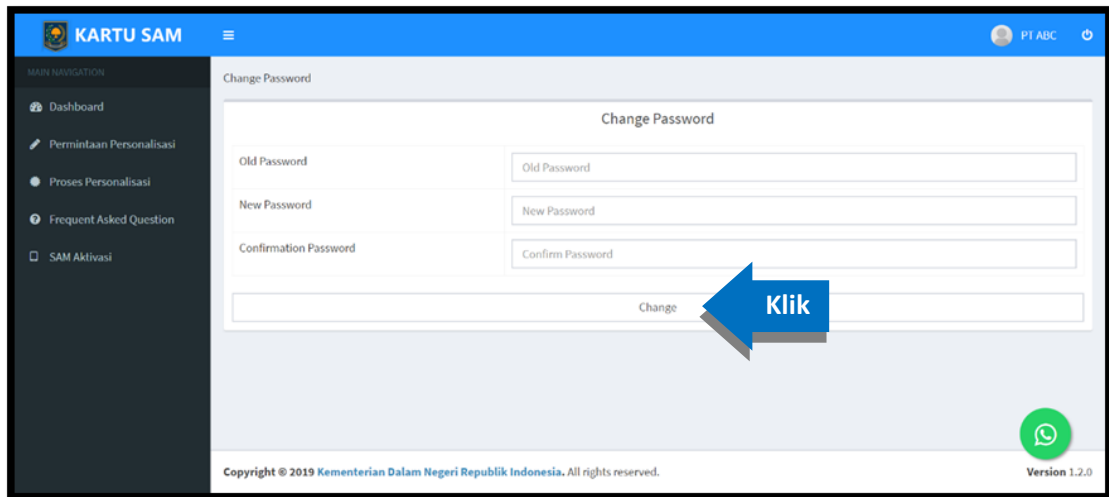 KARTU SAM
PT ABC
MAIN NAVIGATION
Dashboard
Permintaan Personalisasi
Proses Personalisasi
Frequent Asked Question
SAM Aktivasi
Change Password
Change Password
Old Password
Old Password
New Password
New Password
Confirmation Password
Confirm Password
Change
Klik
Copyright © 2019 Kementerian Dalam Negeri Republik Indonesia. All rights reserved.
Version 1.2.0